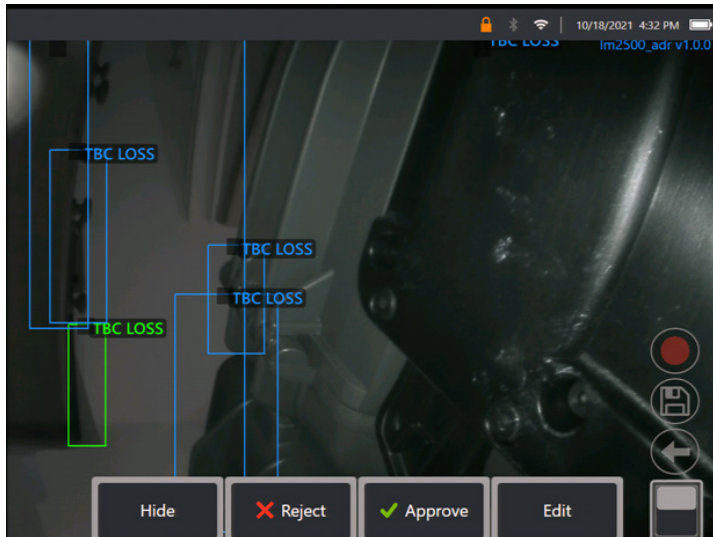 10/18/2021 4:32 PM
TBC LOSS
lm2500_adr v1.0.0
TBC LOSS
TBC LOSS
TBC LOSS
TBC LOSS
Hide
Reject
Approve
Edit